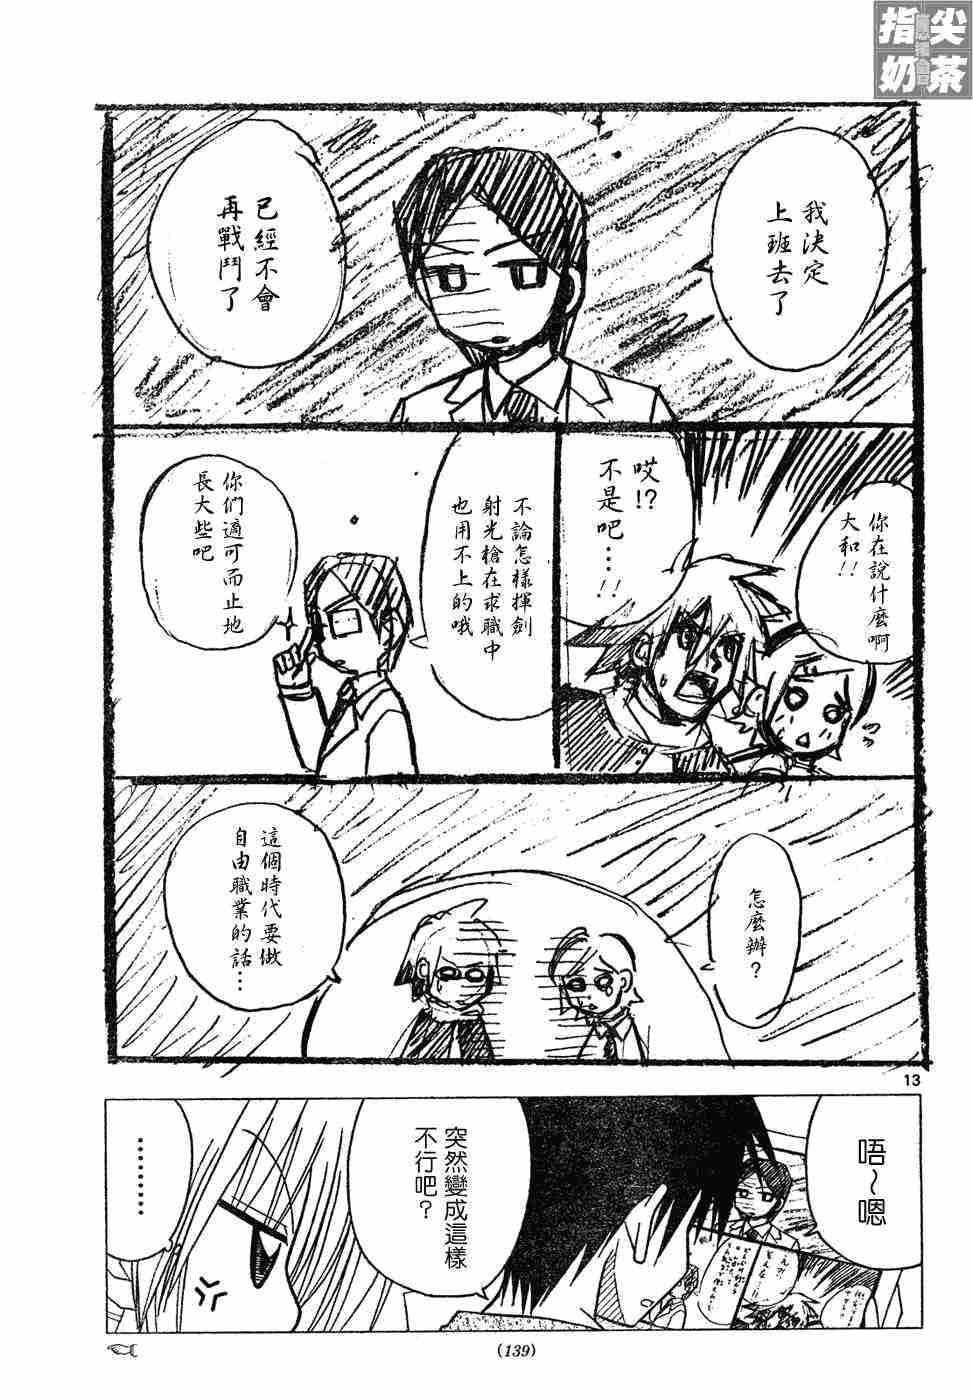 指尖
奶茶
我決定
上班去了
已經不會
再戰鬥了
你在說什麼啊
大和!!
哎!?
不是吧…!!
不論怎樣揮劍
射光槍在求職中
也用不上的哦
你們適可而止地
長大些吧
怎麼辦？
這個時代要做
自由職業的話…
13
唔～嗯
突然變成這樣
不行吧？
………
(139)